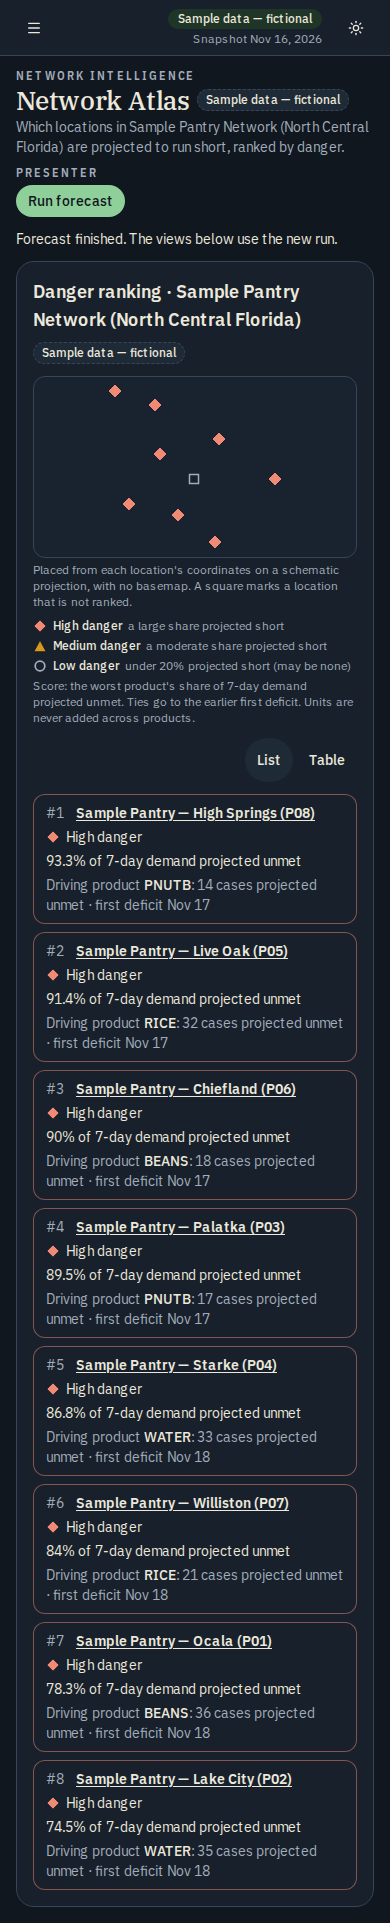 Sample data — fictional
Snapshot Nov 16, 2026
NETWORK INTELLIGENCE
Network Atlas Sample data — fictional
Which locations in Sample Pantry Network (North Central
Florida) are projected to run short, ranked by danger.
PRESENTER
Run forecast
Forecast finished. The views below use the new run.
Danger ranking · Sample Pantry
Network (North Central Florida)
Sample data — fictional
Placed from each location's coordinates on a schematic
projection, with no basemap. A square marks a location
that is not ranked.
High danger a large share projected short
Medium danger a moderate share projected short
Low danger under 20% projected short (may be none)
Score: the worst product's share of 7-day demand
projected unmet. Ties go to the earlier first deficit. Units are
never added across products.
List Table
#1 Sample Pantry — High Springs (P08)
High danger
93.3% of 7-day demand projected unmet
Driving product PNUTB: 14 cases projected
unmet · first deficit Nov 17
#2 Sample Pantry — Live Oak (P05)
High danger
91.4% of 7-day demand projected unmet
Driving product RICE: 32 cases projected unmet
· first deficit Nov 17
#3 Sample Pantry — Chiefland (P06)
High danger
90% of 7-day demand projected unmet
Driving product BEANS: 18 cases projected
unmet · first deficit Nov 17
#4 Sample Pantry — Palatka (P03)
High danger
89.5% of 7-day demand projected unmet
Driving product PNUTB: 17 cases projected
unmet · first deficit Nov 17
#5 Sample Pantry — Starke (P04)
High danger
86.8% of 7-day demand projected unmet
Driving product WATER: 33 cases projected
unmet · first deficit Nov 18
#6 Sample Pantry — Williston (P07)
High danger
84% of 7-day demand projected unmet
Driving product RICE: 21 cases projected unmet
· first deficit Nov 18
#7 Sample Pantry — Ocala (P01)
High danger
78.3% of 7-day demand projected unmet
Driving product BEANS: 36 cases projected
unmet · first deficit Nov 18
#8 Sample Pantry — Lake City (P02)
High danger
74.5% of 7-day demand projected unmet
Driving product WATER: 35 cases projected
unmet · first deficit Nov 18